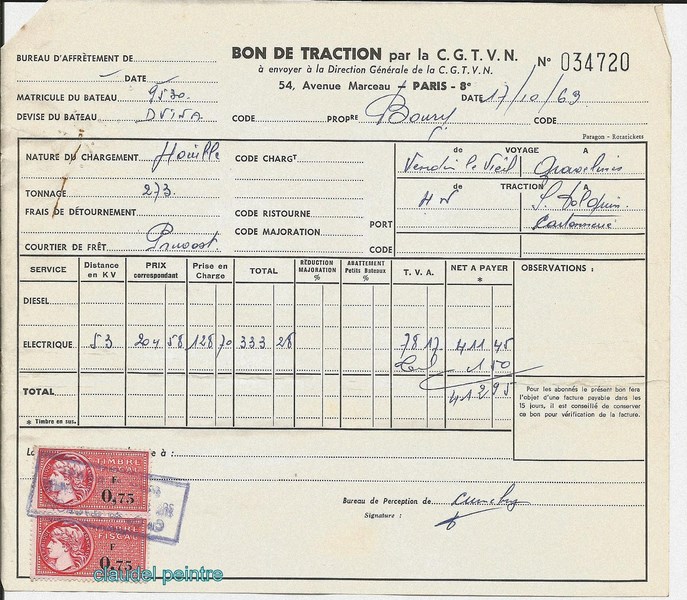 BUREAU D'AFFRÈTEMENT DE
BON DE TRACTION par la C.G.T.V.N.
N° 034720
à envoyer à la Direction Générale de la C.G.T.V.N.
DATE
54, Avenue Marceau - PARIS - 8e
MATRICULE DU BATEAU 9530
DATE 17/10/63
DEVISE DU BATEAU
CODE
PROPRE Boury
CODE
Paragon - Rotatickets
NATURE DU CHARGEMENT Houille
CODE CHARGT
de VOYAGE A
Vendin le Vieil
TONNAGE 273
de TRACTION A
FRAIS DE DÉTOURNEMENT
CODE RISTOURNE
PORT
CODE MAJORATION
COURTIER DE FRÊT Pruvost
CODE
SERVICE
Distance en KV
PRIX correspondant
Prise en Charge
TOTAL
RÉDUCTION MAJORATION %
ABATTEMENT Petits Bateaux %
T. V. A.
NET A PAYER *
OBSERVATIONS :
DIESEL
ELECTRIQUE 53 204 58 128 70 333 28 78 17 411 45
1 50
TOTAL 412 95
Pour les abonnés le présent bon fera
l'objet d'une facture payable dans les
15 jours, il est conseillé de conserver
ce bon pour vérification de la facture.
* Timbre en sus.
à :
TIMBRE FISCAL
F
0,75
Bureau de Perception de
Signature :
FISCAL
F
0,75
claudel peintre